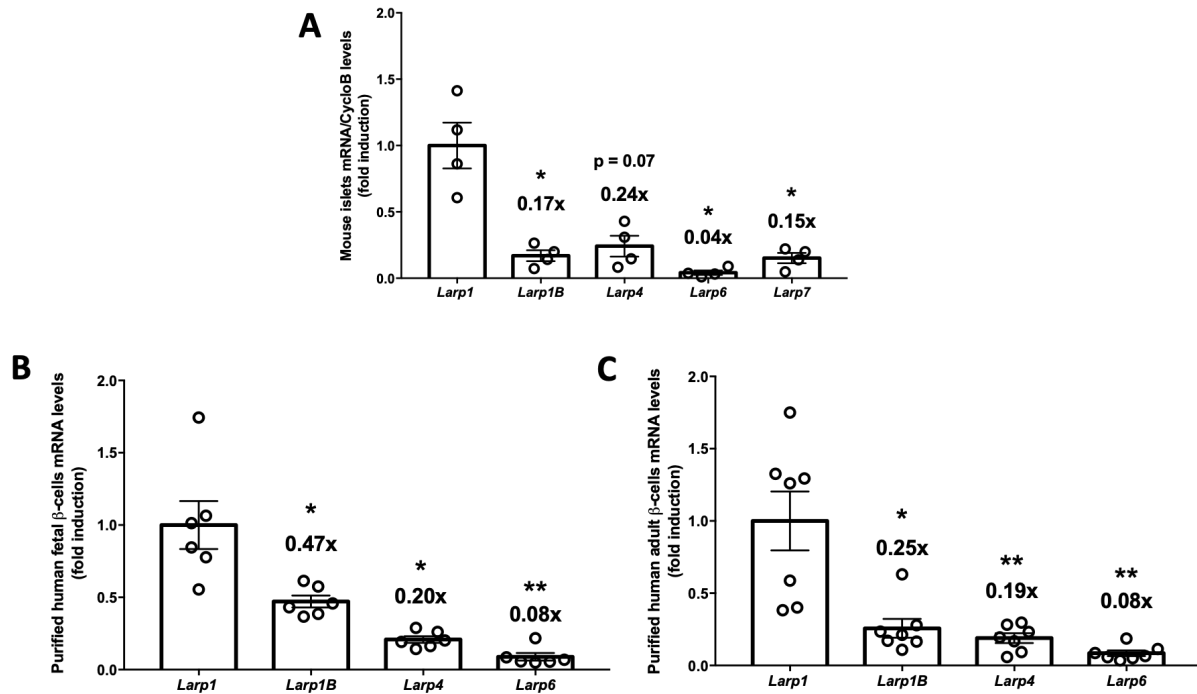 A
Mouse islets mRNA/CycloB levels
(fold induction)
2.0
1.5
1.0
0.5
0.0
*
0.17x
p = 0.07
0.24x
*
0.04x
*
0.15x
Larp1
Larp1B
Larp4
Larp6
Larp7
B
Purified human fetal β-cells mRNA levels
(fold induction)
2.0
1.5
1.0
0.5
0.0
*
0.47x
*
0.20x
**
0.08x
Larp1
Larp1B
Larp4
Larp6
C
Purified human adult β-cells mRNA levels
(fold induction)
2.0
1.5
1.0
0.5
0.0
*
0.25x
**
0.19x
**
0.08x
Larp1
Larp1B
Larp4
Larp6